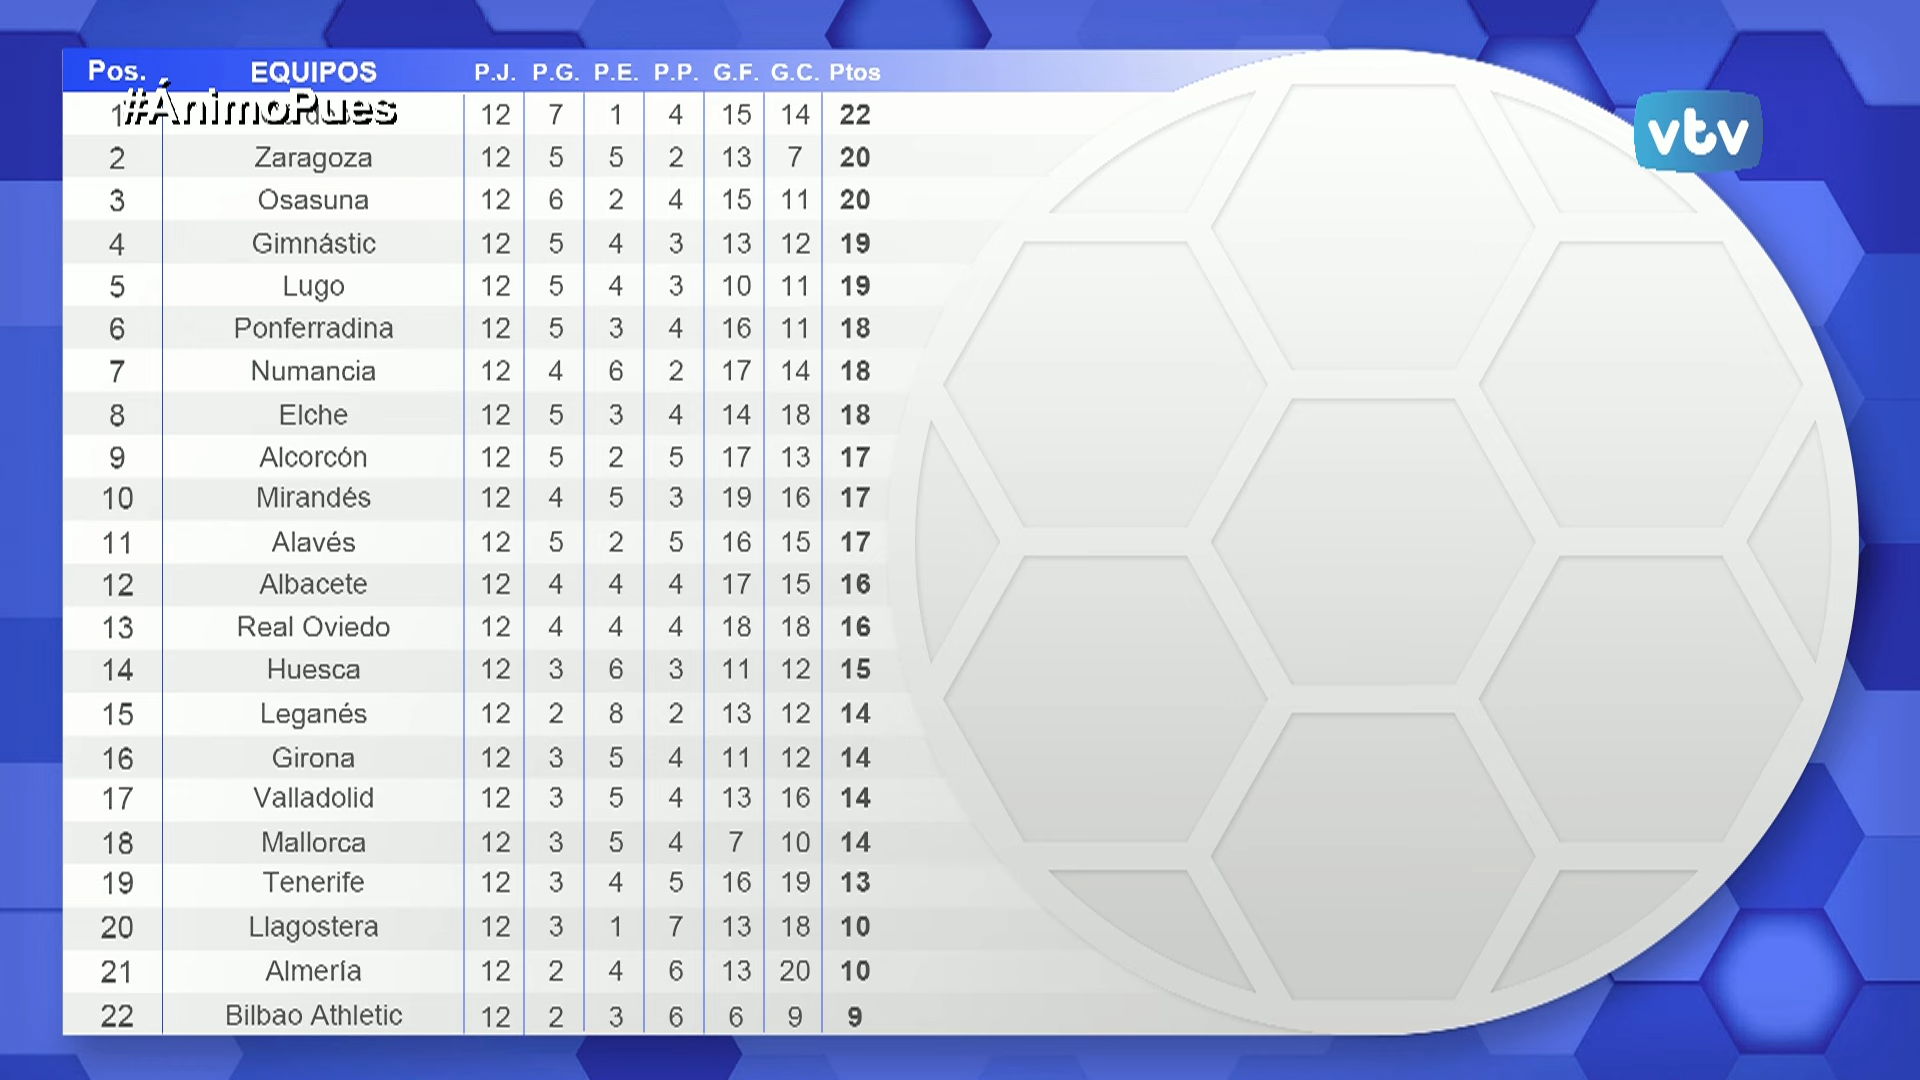 Pos. EQUIPOS P.J. P.G. P.E. P.P. G.F. G.C. Ptos
1 12 7 1 4 15 14 22
#ÁnimoPues
vtv
2 Zaragoza 12 5 5 2 13 7 20
3 Osasuna 12 6 2 4 15 11 20
4 Gimnástic 12 5 4 3 13 12 19
5 Lugo 12 5 4 3 10 11 19
6 Ponferradina 12 5 3 4 16 11 18
7 Numancia 12 4 6 2 17 14 18
8 Elche 12 5 3 4 14 18 18
9 Alcorcón 12 5 2 5 17 13 17
10 Mirandés 12 4 5 3 19 16 17
11 Alavés 12 5 2 5 16 15 17
12 Albacete 12 4 4 4 17 15 16
13 Real Oviedo 12 4 4 4 18 18 16
14 Huesca 12 3 6 3 11 12 15
15 Leganés 12 2 8 2 13 12 14
16 Girona 12 3 5 4 11 12 14
17 Valladolid 12 3 5 4 13 16 14
18 Mallorca 12 3 5 4 7 10 14
19 Tenerife 12 3 4 5 16 19 13
20 Llagostera 12 3 1 7 13 18 10
21 Almería 12 2 4 6 13 20 10
22 Bilbao Athletic 12 2 3 6 6 9 9